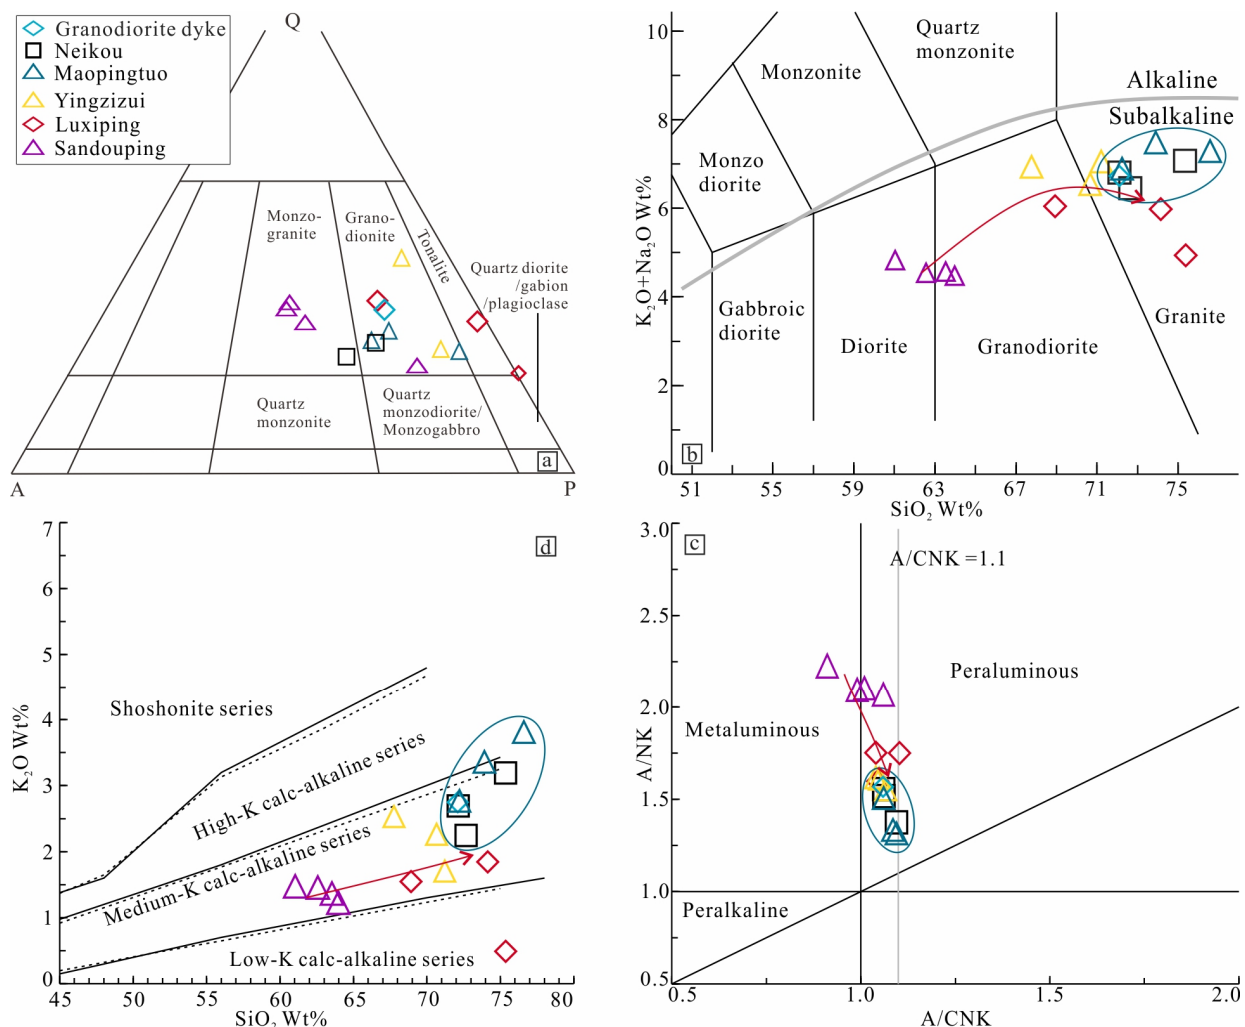 Q
Granodiorite dyke
Neikou
Maopingtuo
Yingzizui
Luxiping
Sandouping
Monzo-
granite
Grano-
dionite
Tonalite
Quartz diorite
/gabion
/plagioclase
Quartz
monzonite
Quartz
monzodiorite/
Monzogabbro
a
A
P
10
8
6
4
2
0
K₂O+Na₂O Wt%
Quartz
monzonite
Monzonite
Alkaline
Subalkaline
Monzo
diorite
Gabbroic
diorite
Diorite
Granodiorite
Granite
b
51
55
59
63
67
71
75
SiO₂ Wt%
7
6
5
4
3
2
1
0
K₂O Wt%
d
Shoshonite series
High-K calc-alkaline series
Medium-K calc-alkaline series
Low-K calc-alkaline series
45
50
55
60
65
70
75
80
SiO₂ Wt%
3.0
2.5
2.0
1.5
1.0
0.5
A/NK
c
A/CNK =1.1
Peraluminous
Metaluminous
Peralkaline
0.5
1.0
1.5
2.0
A/CNK